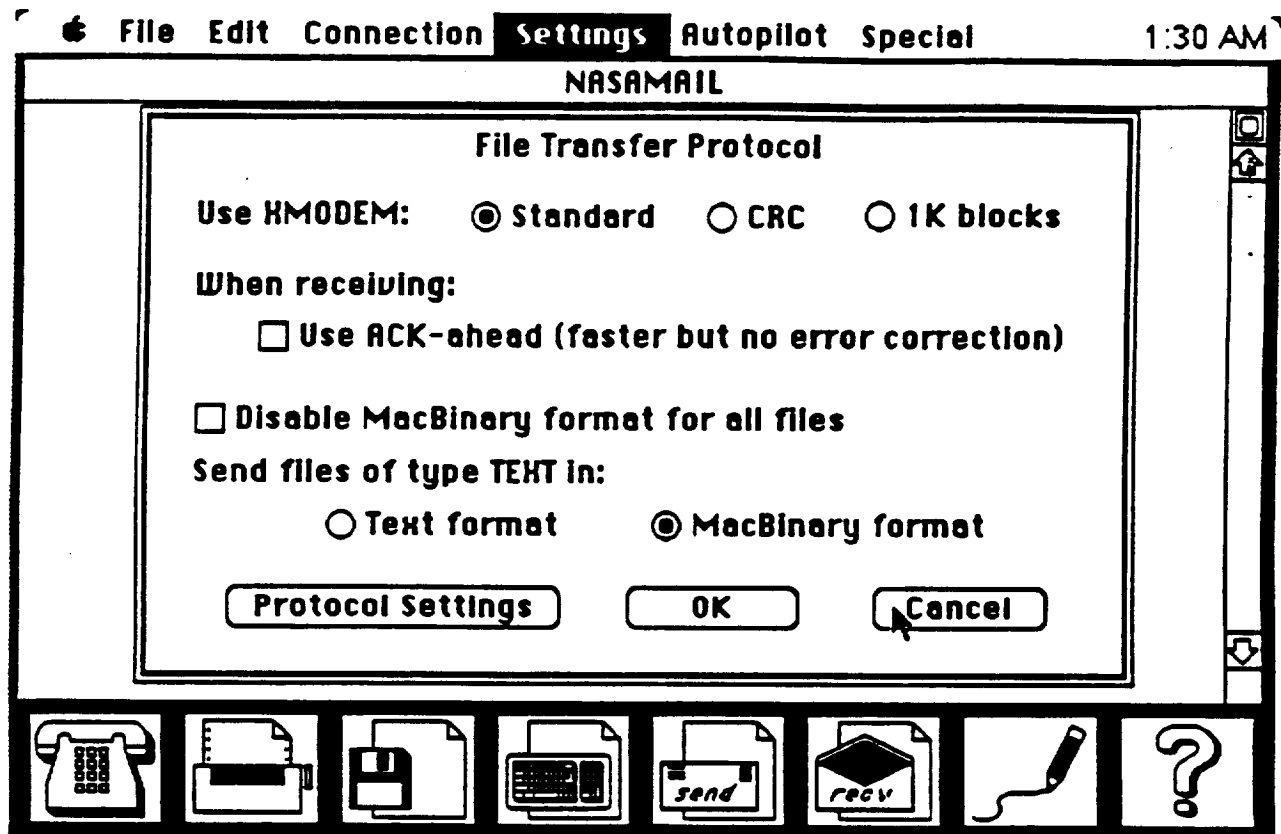 File Edit Connection Settings Autopilot Special 1:30 AM
NASAMAIL
File Transfer Protocol
Use XMODEM: Standard CRC 1K blocks
When receiving:
Use ACK-ahead (faster but no error correction)
Disable MacBinary format for all files
Send files of type TEXT in:
Text format MacBinary format
Protocol Settings OK Cancel
send recv